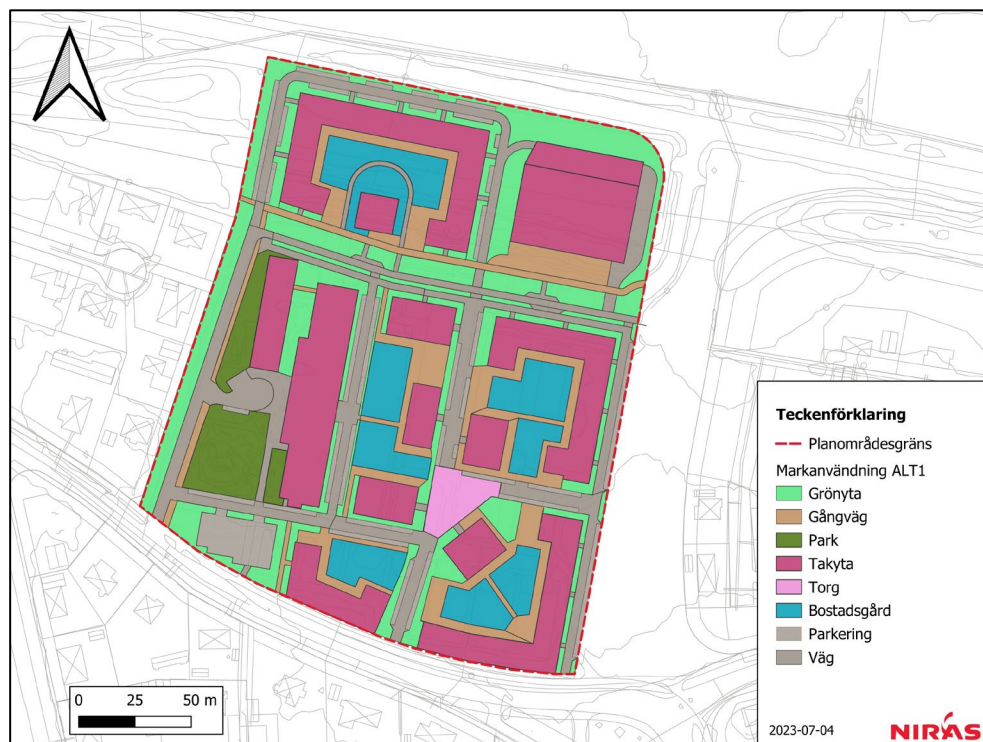 Teckenförklaring
Planområdesgräns
Markanvändning ALT1
Grönyta
Gångväg
Park
Takyta
Torg
Bostadsgård
Parkering
Väg
0 25 50 m
2023-07-04
NIRAS